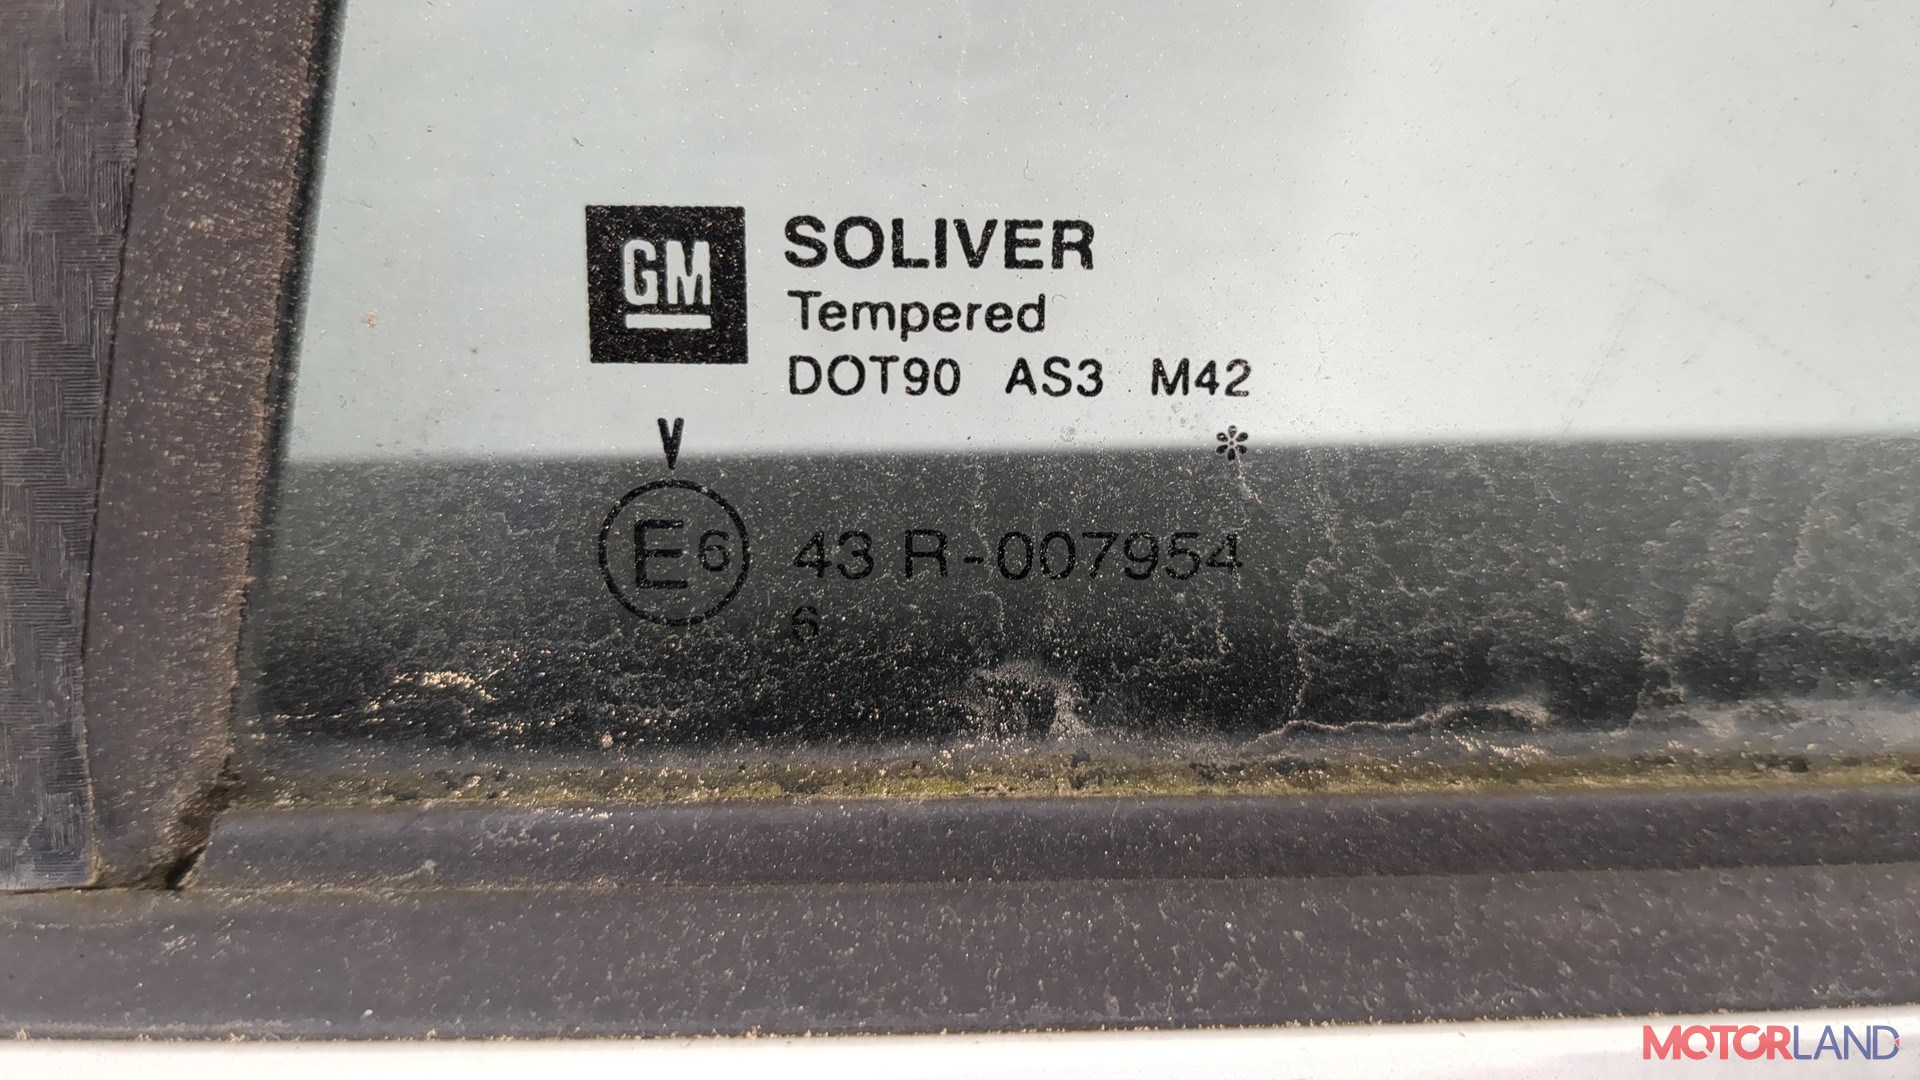 GM
SOLIVER
Tempered
DOT90 AS3 M42
V
*
E6 43 R-007954
6
MOTORLAND